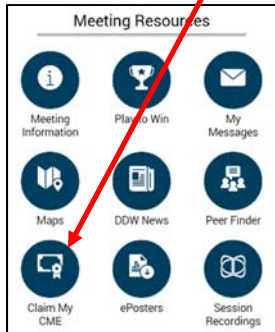 Meeting Resources
Meeting Information
Play to Win
My Messages
Maps
DDW News
Peer Finder
Claim My CME
ePosters
Session Recordings